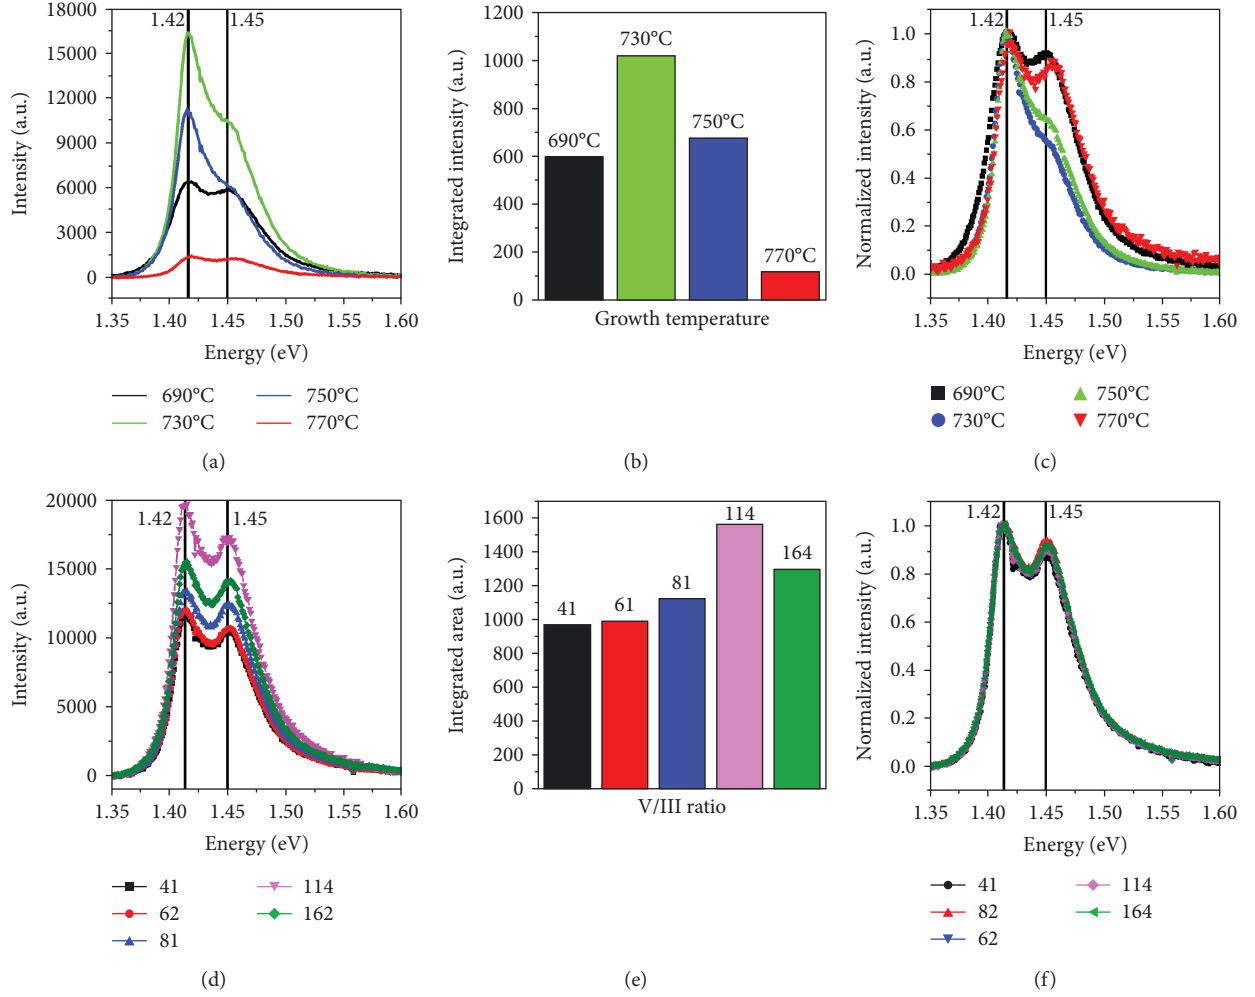 1.42
1.45
18000
15000
12000
9000
6000
3000
0
Intensity (a.u.)
1.35 1.40 1.45 1.50 1.55 1.60
Energy (eV)
690°C 750°C
730°C 770°C
(a)
1200
1000
800
600
400
200
0
Integrated intensity (a.u.)
690°C
730°C
750°C
770°C
Growth temperature
(b)
1.42
1.45
1.0
0.8
0.6
0.4
0.2
0.0
Normalized intensity (a.u.)
1.35 1.40 1.45 1.50 1.55 1.60
Energy (eV)
690°C 750°C
730°C 770°C
(c)
1.42
1.45
20000
15000
10000
5000
0
Intensity (a.u.)
1.35 1.40 1.45 1.50 1.55 1.60
Energy (eV)
41 114
62 162
81
(d)
1600
1400
1200
1000
800
600
400
200
0
Integrated area (a.u.)
41
61
81
114
164
V/III ratio
(e)
1.42
1.45
1.0
0.8
0.6
0.4
0.2
0.0
Normalized intensity (a.u.)
1.35 1.40 1.45 1.50 1.55 1.60
Energy (eV)
41 114
82 164
62
(f)